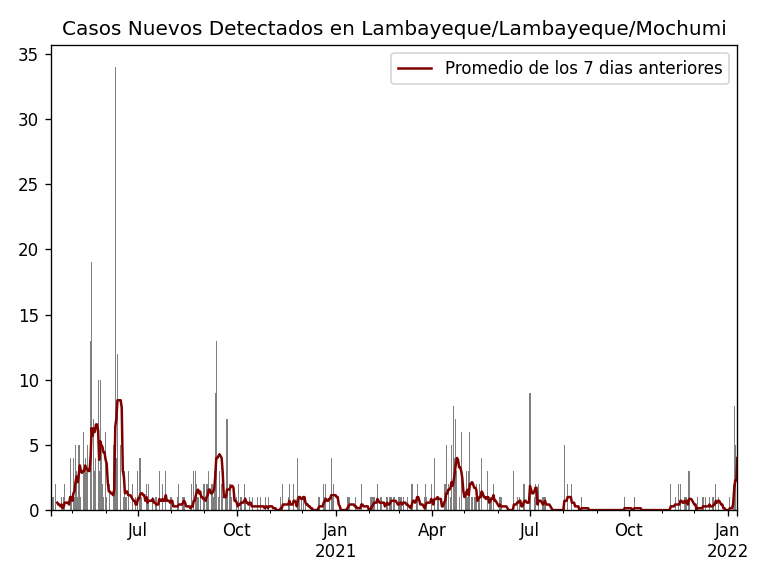 Casos Nuevos Detectados en Lambayeque/Lambayeque/Mochumi
Promedio de los 7 dias anteriores
35
30
25
20
15
10
5
0
Jul
Oct
Jan
2021
Apr
Jul
Oct
Jan
2022